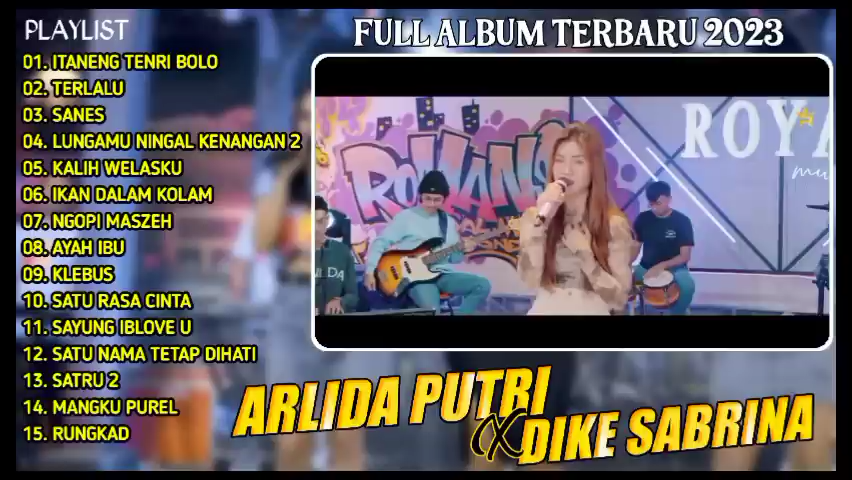 PLAYLIST
FULL ALBUM TERBARU 2023
01. ITANENG TENRI BOLO
02. TERLALU
03. SANES
04. LUNGAMU NINGAL KENANGAN 2
05. KALIH WELASKU
06. IKAN DALAM KOLAM
07. NGOPI MASZEH
08. AYAH IBU
09. KLEBUS
10. SATU RASA CINTA
11. SAYUNG IBLOVE U
12. SATU NAMA TETAP DIHATI
13. SATRU 2
14. MANGKU PUREL
15. RUNGKAD
ROYA
mu
ARLIDA PUTRI
X DIKE SABRINA